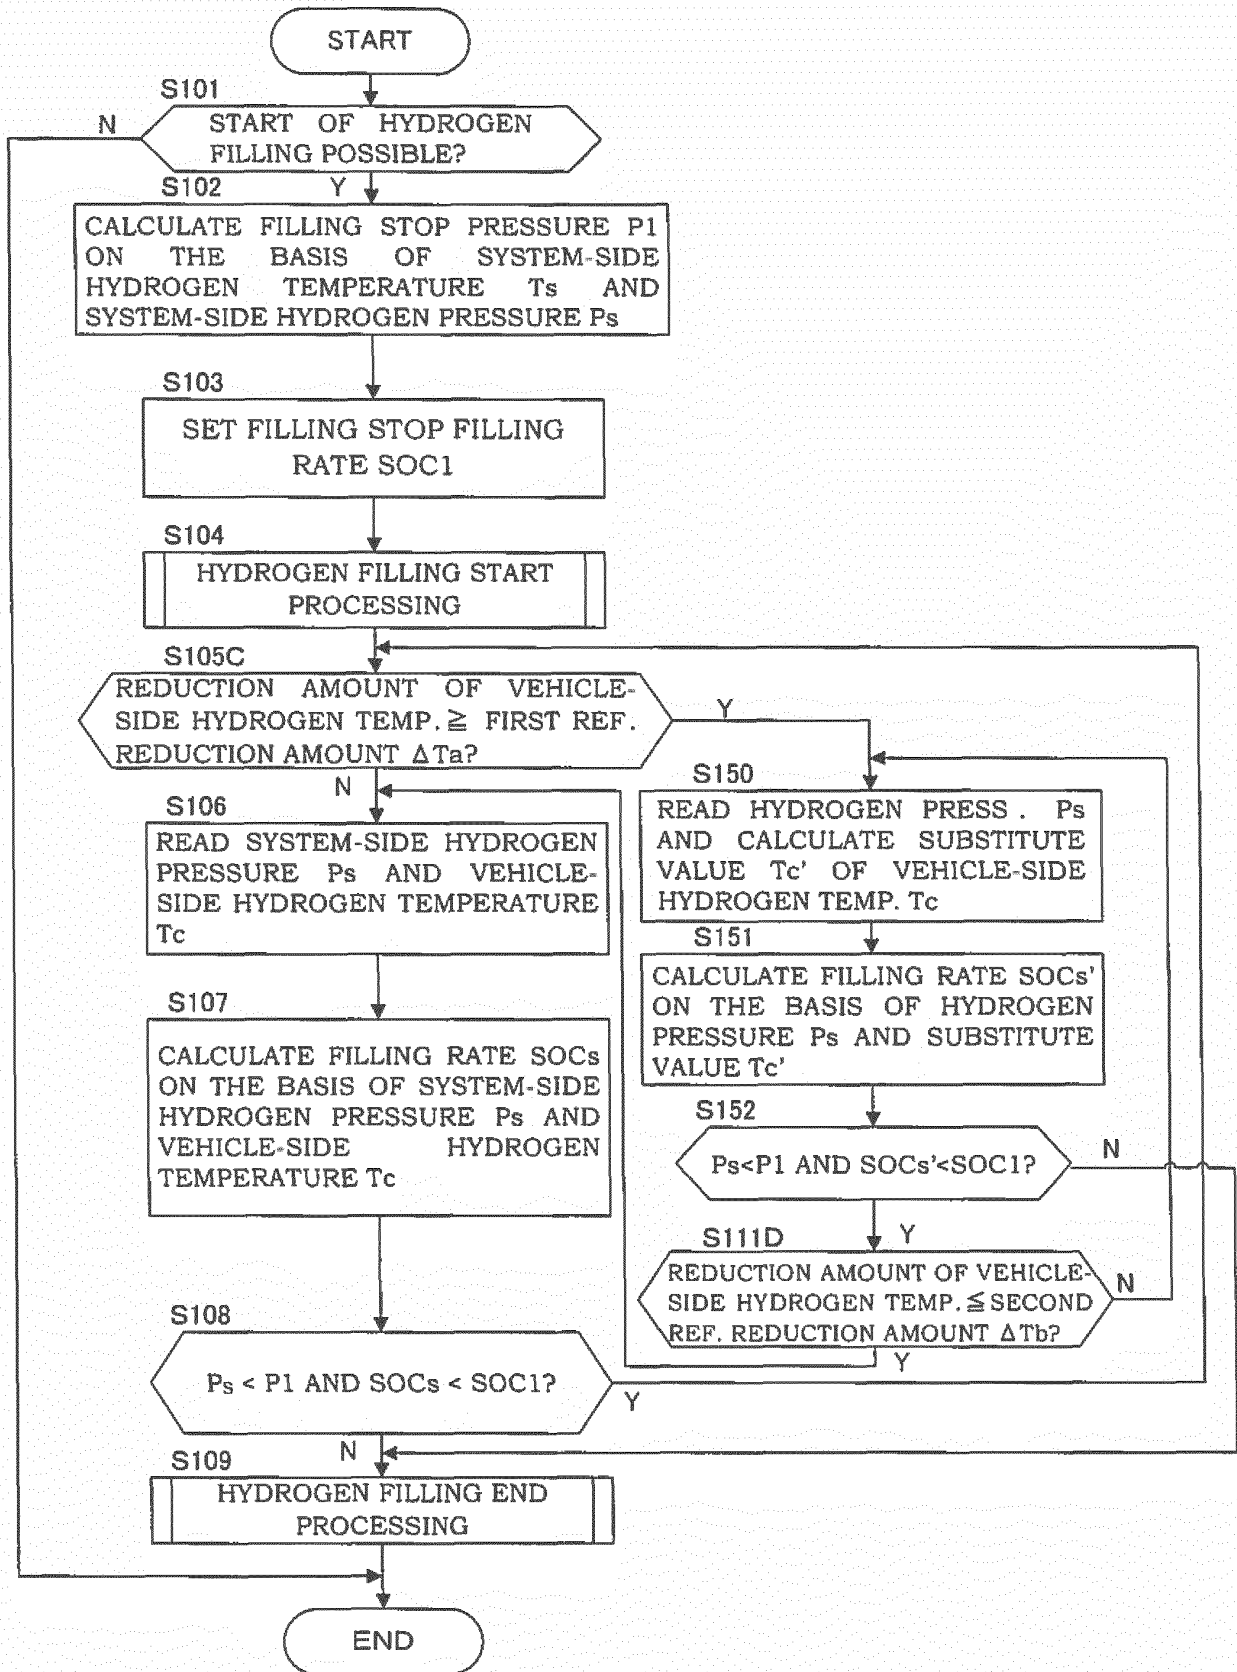 START
S101
N
START OF HYDROGEN
FILLING POSSIBLE?
S102
Y
CALCULATE FILLING STOP PRESSURE P1
ON THE BASIS OF SYSTEM-SIDE
HYDROGEN TEMPERATURE Ts AND
SYSTEM-SIDE HYDROGEN PRESSURE Ps
S103
SET FILLING STOP FILLING
RATE SOC1
S104
HYDROGEN FILLING START
PROCESSING
S105C
REDUCTION AMOUNT OF VEHICLE-
SIDE HYDROGEN TEMP.≧ FIRST REF.
REDUCTION AMOUNT ΔTa?
Y
N
S106
READ SYSTEM-SIDE HYDROGEN
PRESSURE Ps AND VEHICLE-
SIDE HYDROGEN TEMPERATURE
Tc
S107
CALCULATE FILLING RATE SOCs
ON THE BASIS OF SYSTEM-SIDE
HYDROGEN PRESSURE Ps AND
VEHICLE-SIDE HYDROGEN
TEMPERATURE Tc
S150
READ HYDROGEN PRESS . Ps
AND CALCULATE SUBSTITUTE
VALUE Tc' OF VEHICLE-SIDE
HYDROGEN TEMP. Tc
S151
CALCULATE FILLING RATE SOCs'
ON THE BASIS OF HYDROGEN
PRESSURE Ps AND SUBSTITUTE
VALUE Tc'
S152
Ps<P1 AND SOCs'<SOC1?
N
Y
S111D
REDUCTION AMOUNT OF VEHICLE-
SIDE HYDROGEN TEMP.≦SECOND
REF. REDUCTION AMOUNT ΔTb?
N
Y
S108
Ps < P1 AND SOCs < SOC1?
Y
N
S109
HYDROGEN FILLING END
PROCESSING
END